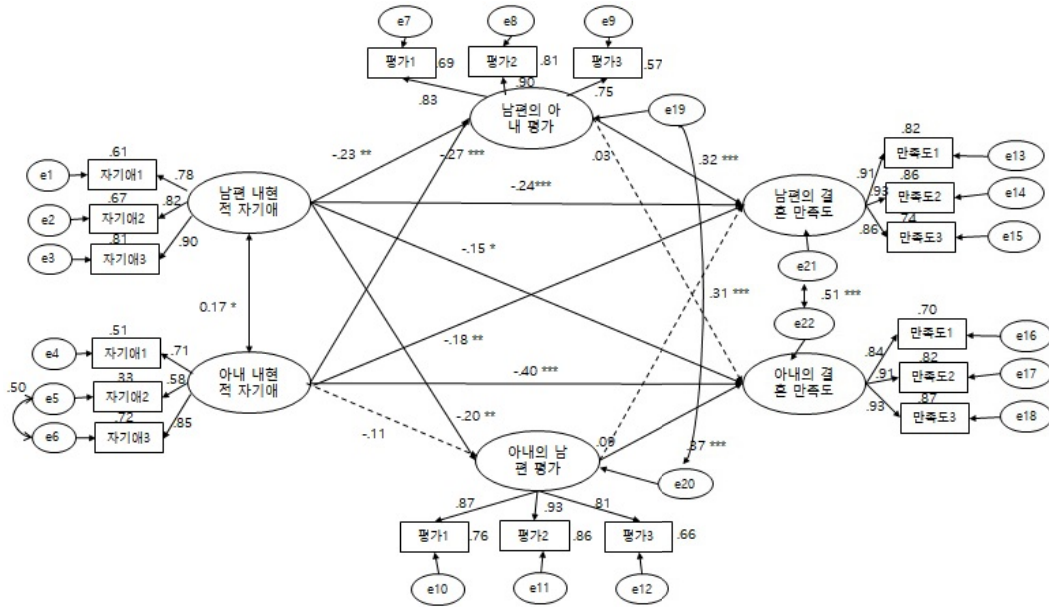 e7
e8
e9
평가1
.69
평가2
.81
평가3
.57
.83
.90
.75
남편의 아
내 평가
e19
e1
.61
자기애1
.78
e2
.67
자기애2
.82
e3
.81
자기애3
.90
남편 내현
적 자기애
-.23 **
-.27 ***
.03
.32 ***
-.24***
-.15 *
남편의 결
혼 만족도
.82
.91
만족도1
e13
.86
.93
만족도2
e14
.74
.86
만족도3
e15
e21
.51 ***
e22
0.17 *
.31 ***
-.18 **
e4
.51
자기애1
.71
.50
e5
.33
자기애2
.58
e6
.72
자기애3
.85
아내 내현
적 자기애
-.40 ***
-.20 **
-.11
아내의 결
혼 만족도
.70
.84
만족도1
e16
.82
.91
만족도2
e17
.87
.93
만족도3
e18
아내의 남
편 평가
.09
.37 ***
e20
.87
.93
.81
평가1
.76
평가2
.86
평가3
.66
e10
e11
e12